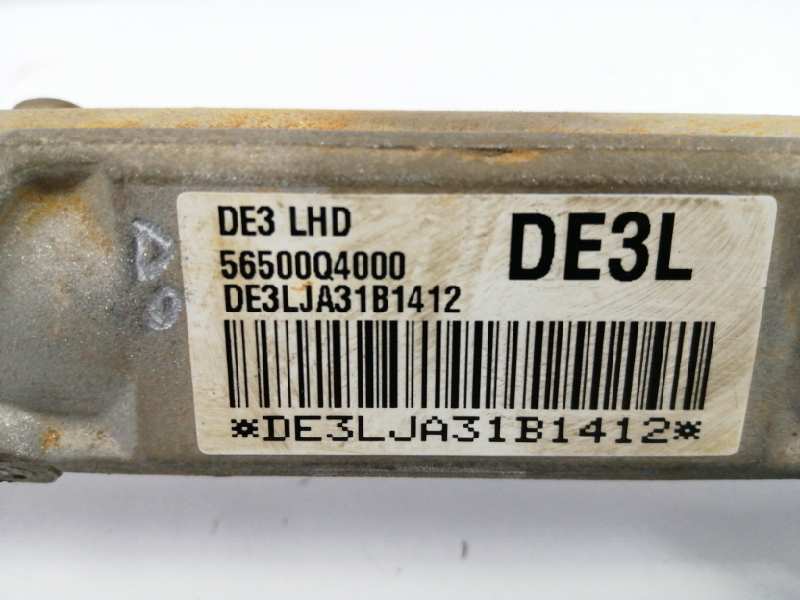 DE3 LHD
DE3L
56500Q4000
DE3LJA31B1412
*DE3LJA31B1412*